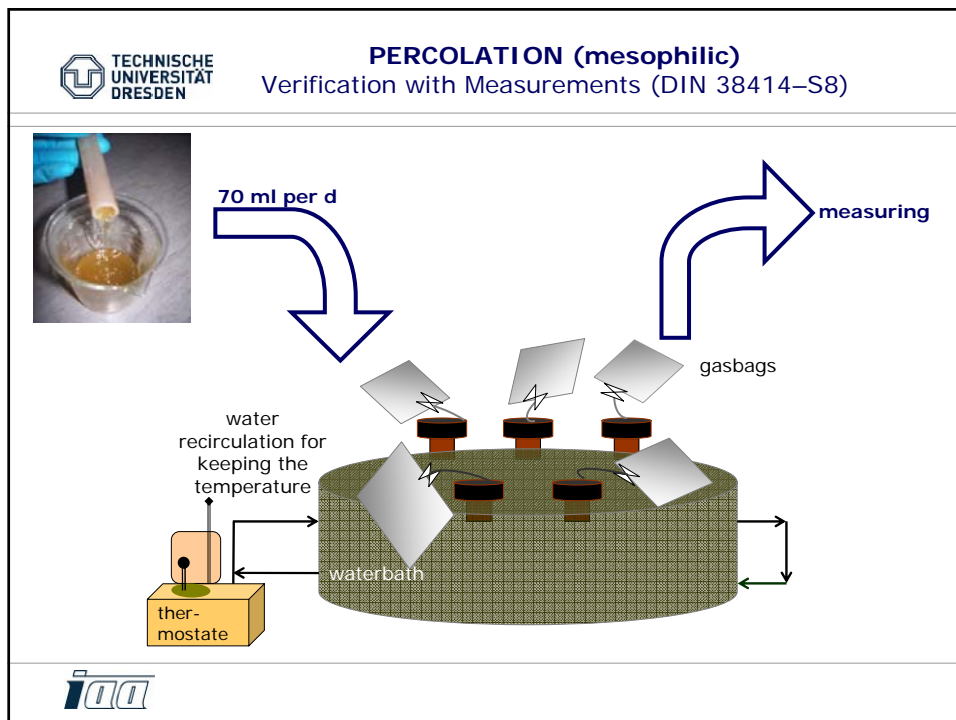 TECHNISCHE
UNIVERSITÄT
DRESDEN
PERCOLATION (mesophilic)
Verification with Measurements (DIN 38414–S8)
70 ml per d
measuring
gasbags
water
recirculation for
keeping the
temperature
waterbath
ther-
mostate
iaa